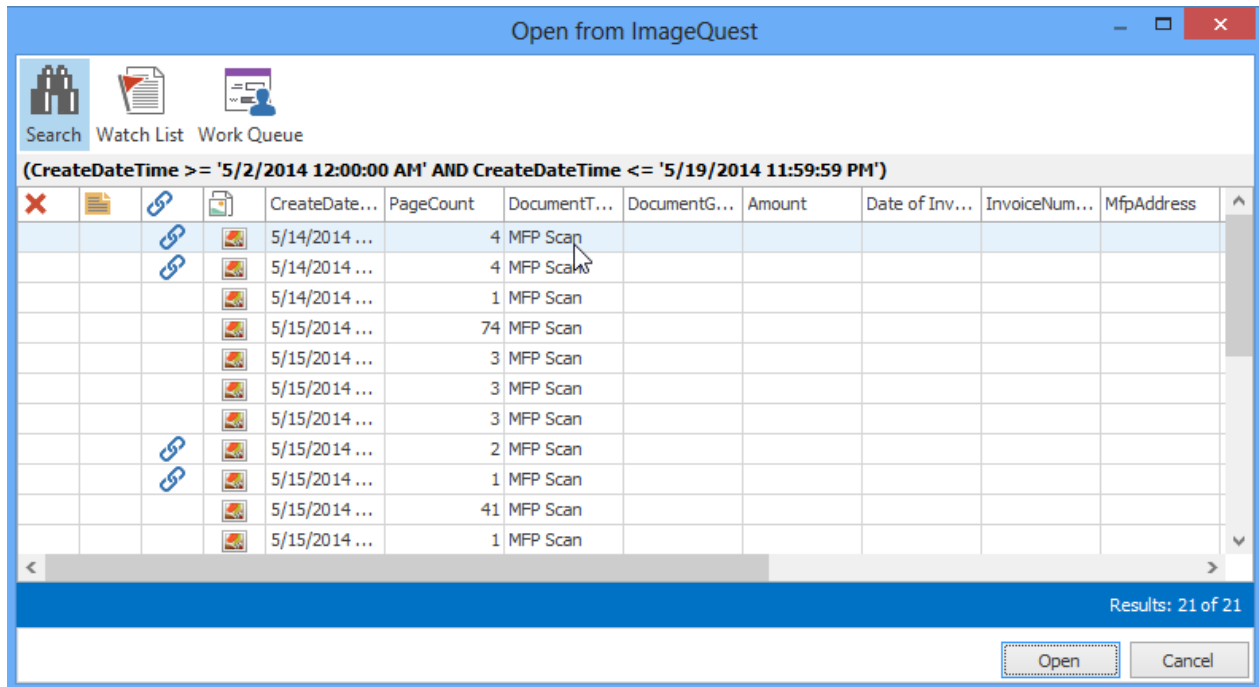 Open from ImageQuest
Search Watch List Work Queue
(CreateDateTime >= '5/2/2014 12:00:00 AM' AND CreateDateTime <= '5/19/2014 11:59:59 PM')
CreateDate... PageCount DocumentT... DocumentG... Amount Date of Inv... InvoiceNum... MfpAddress
5/14/2014 ... 4 MFP Scan
5/14/2014 ... 4 MFP Scan
5/14/2014 ... 1 MFP Scan
5/15/2014 ... 74 MFP Scan
5/15/2014 ... 3 MFP Scan
5/15/2014 ... 3 MFP Scan
5/15/2014 ... 3 MFP Scan
5/15/2014 ... 2 MFP Scan
5/15/2014 ... 1 MFP Scan
5/15/2014 ... 41 MFP Scan
5/15/2014 ... 1 MFP Scan
Results: 21 of 21
Open Cancel